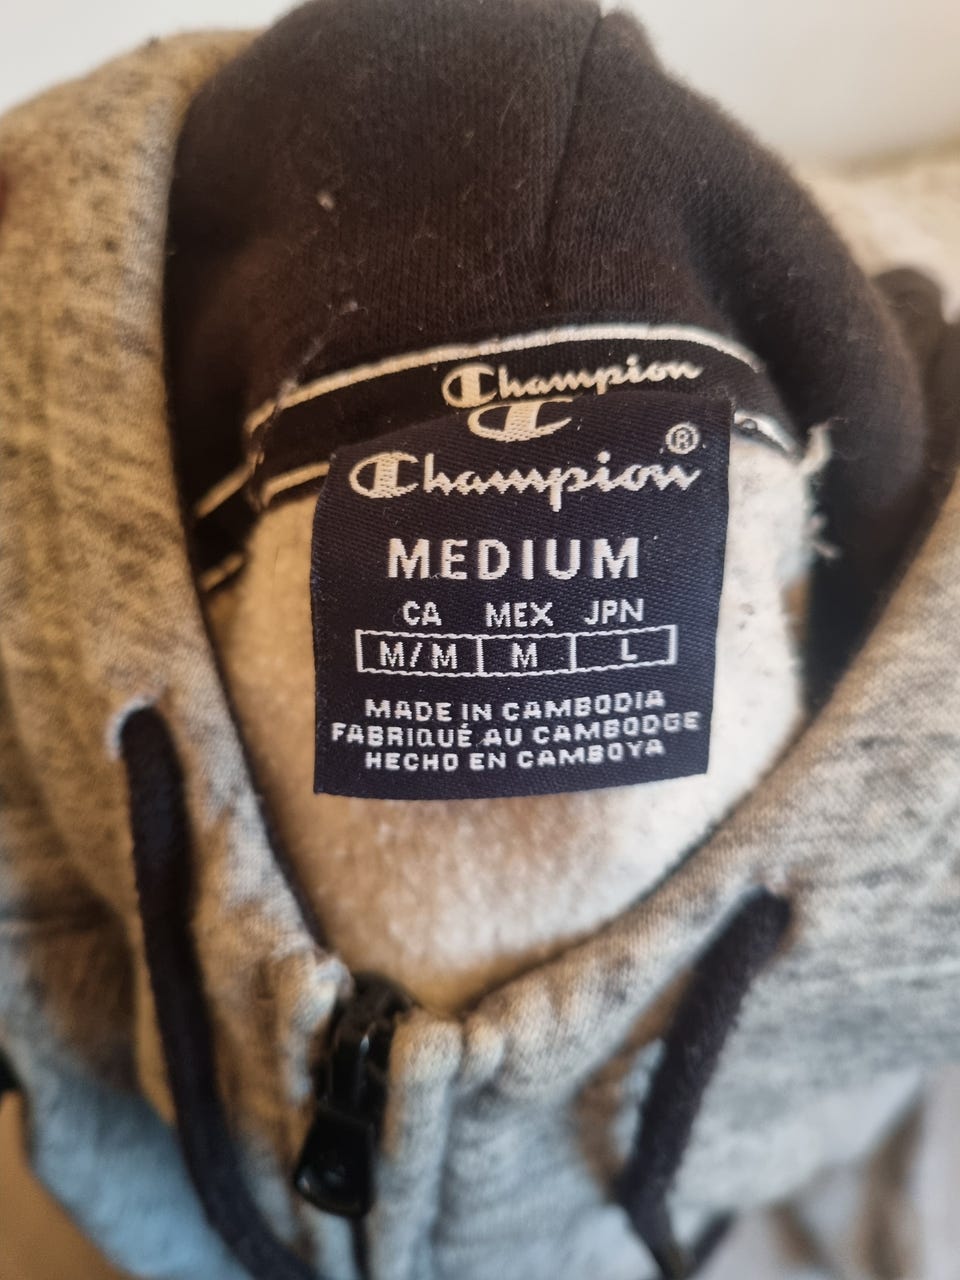 Champion
Champion®
MEDIUM
CA MEX JPN
M/M M L
MADE IN CAMBODIA
FABRIQUÉ AU CAMBODGE
HECHO EN CAMBOYA